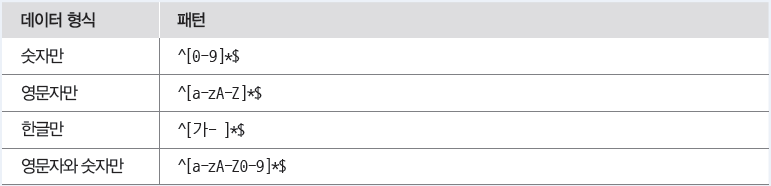 데이터 형식 패턴
숫자만 ^[0-9]*$
영문자만 ^[a-zA-Z]*$
한글만 ^[가- ]*$
영문자와 숫자만 ^[a-zA-Z0-9]*$